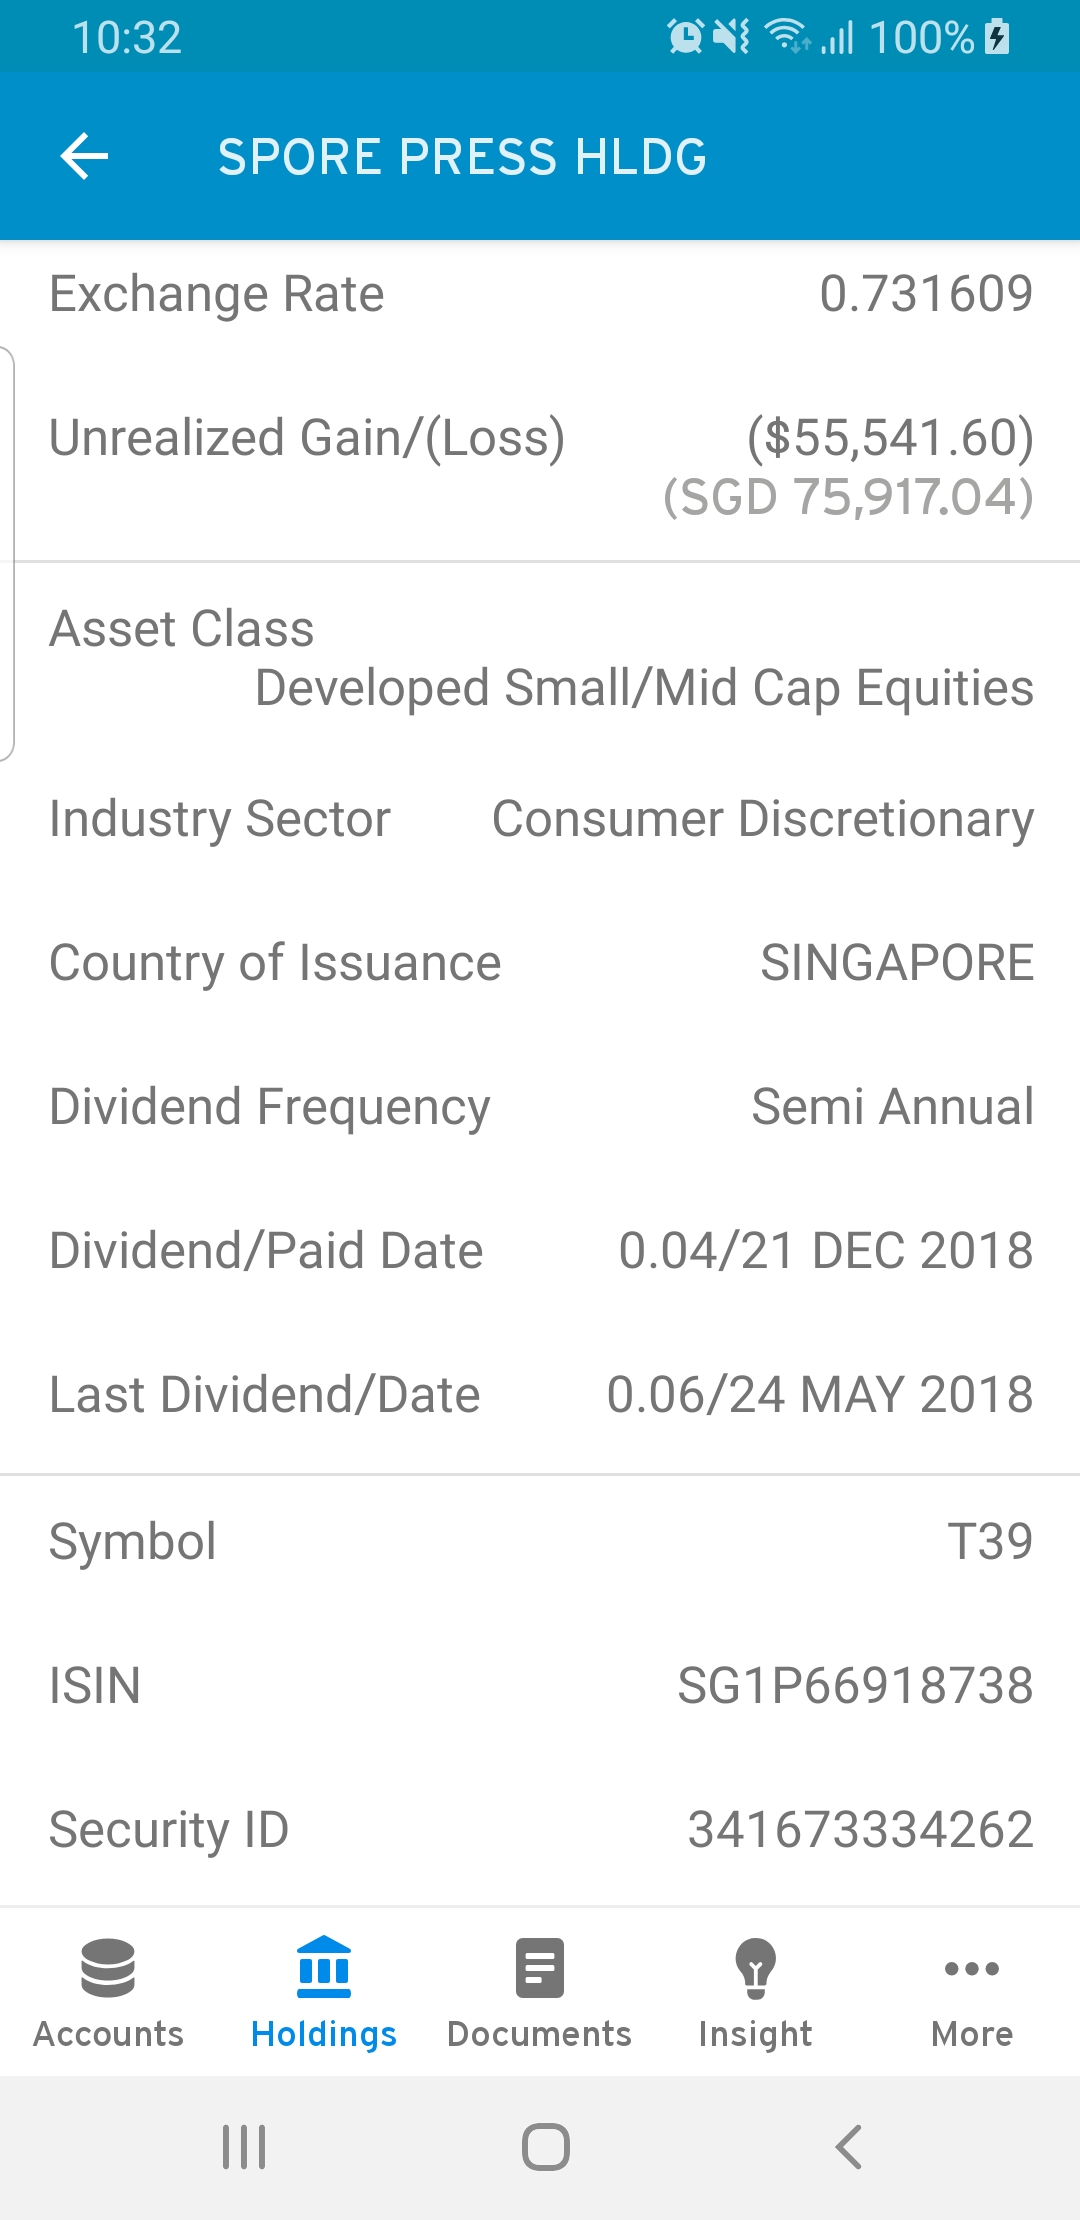 10:32 100%
SPORE PRESS HLDG
Exchange Rate 0.731609
Unrealized Gain/(Loss) ($55,541.60)
(SGD 75,917.04)
Asset Class
Developed Small/Mid Cap Equities
Industry Sector Consumer Discretionary
Country of Issuance SINGAPORE
Dividend Frequency Semi Annual
Dividend/Paid Date 0.04/21 DEC 2018
Last Dividend/Date 0.06/24 MAY 2018
Symbol T39
ISIN SG1P66918738
Security ID 341673334262
Accounts Holdings Documents Insight More